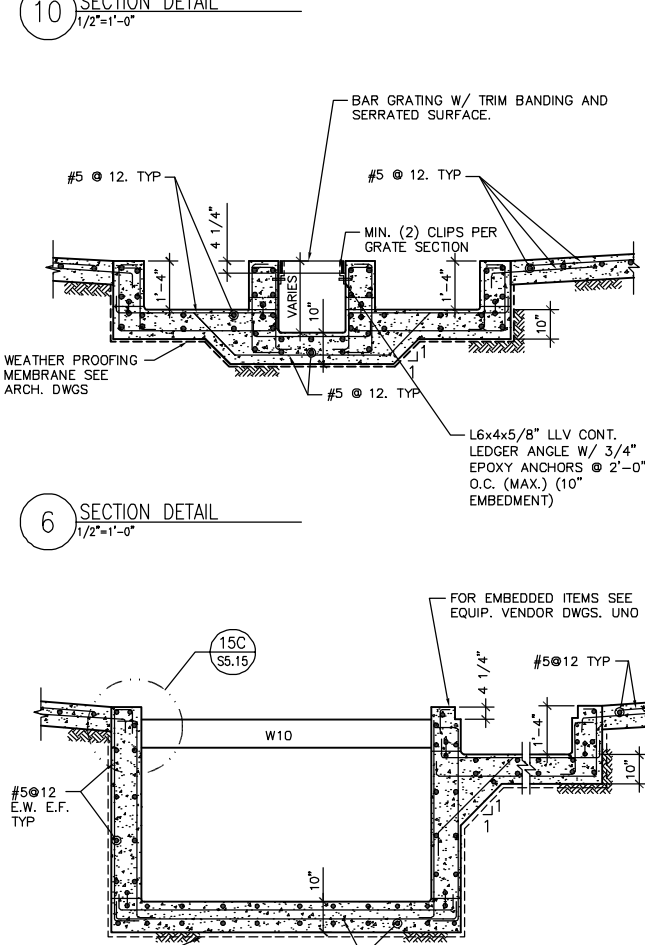 10 SECTION DETAIL
1/2"=1'-0"
BAR GRATING W/ TRIM BANDING AND
SERRATED SURFACE.
#5 @ 12. TYP
#5 @ 12. TYP
4 1/4"
MIN. (2) CLIPS PER
GRATE SECTION
1'-4"
VARIES
10"
1'-4"
10"
WEATHER PROOFING
MEMBRANE SEE
ARCH. DWGS
1
1
#5 @ 12. TYP
L6x4x5/8" LLV CONT.
LEDGER ANGLE W/ 3/4"
EPOXY ANCHORS @ 2'-0"
O.C. (MAX.) (10"
EMBEDMENT)
6 SECTION DETAIL
1/2"=1'-0"
FOR EMBEDDED ITEMS SEE
EQUIP. VENDOR DWGS. UNO
15C
S5.15
4 1/4"
#5@12 TYP
1'-4"
W10
10"
#5@12
E.W. E.F.
TYP
1
1
10"